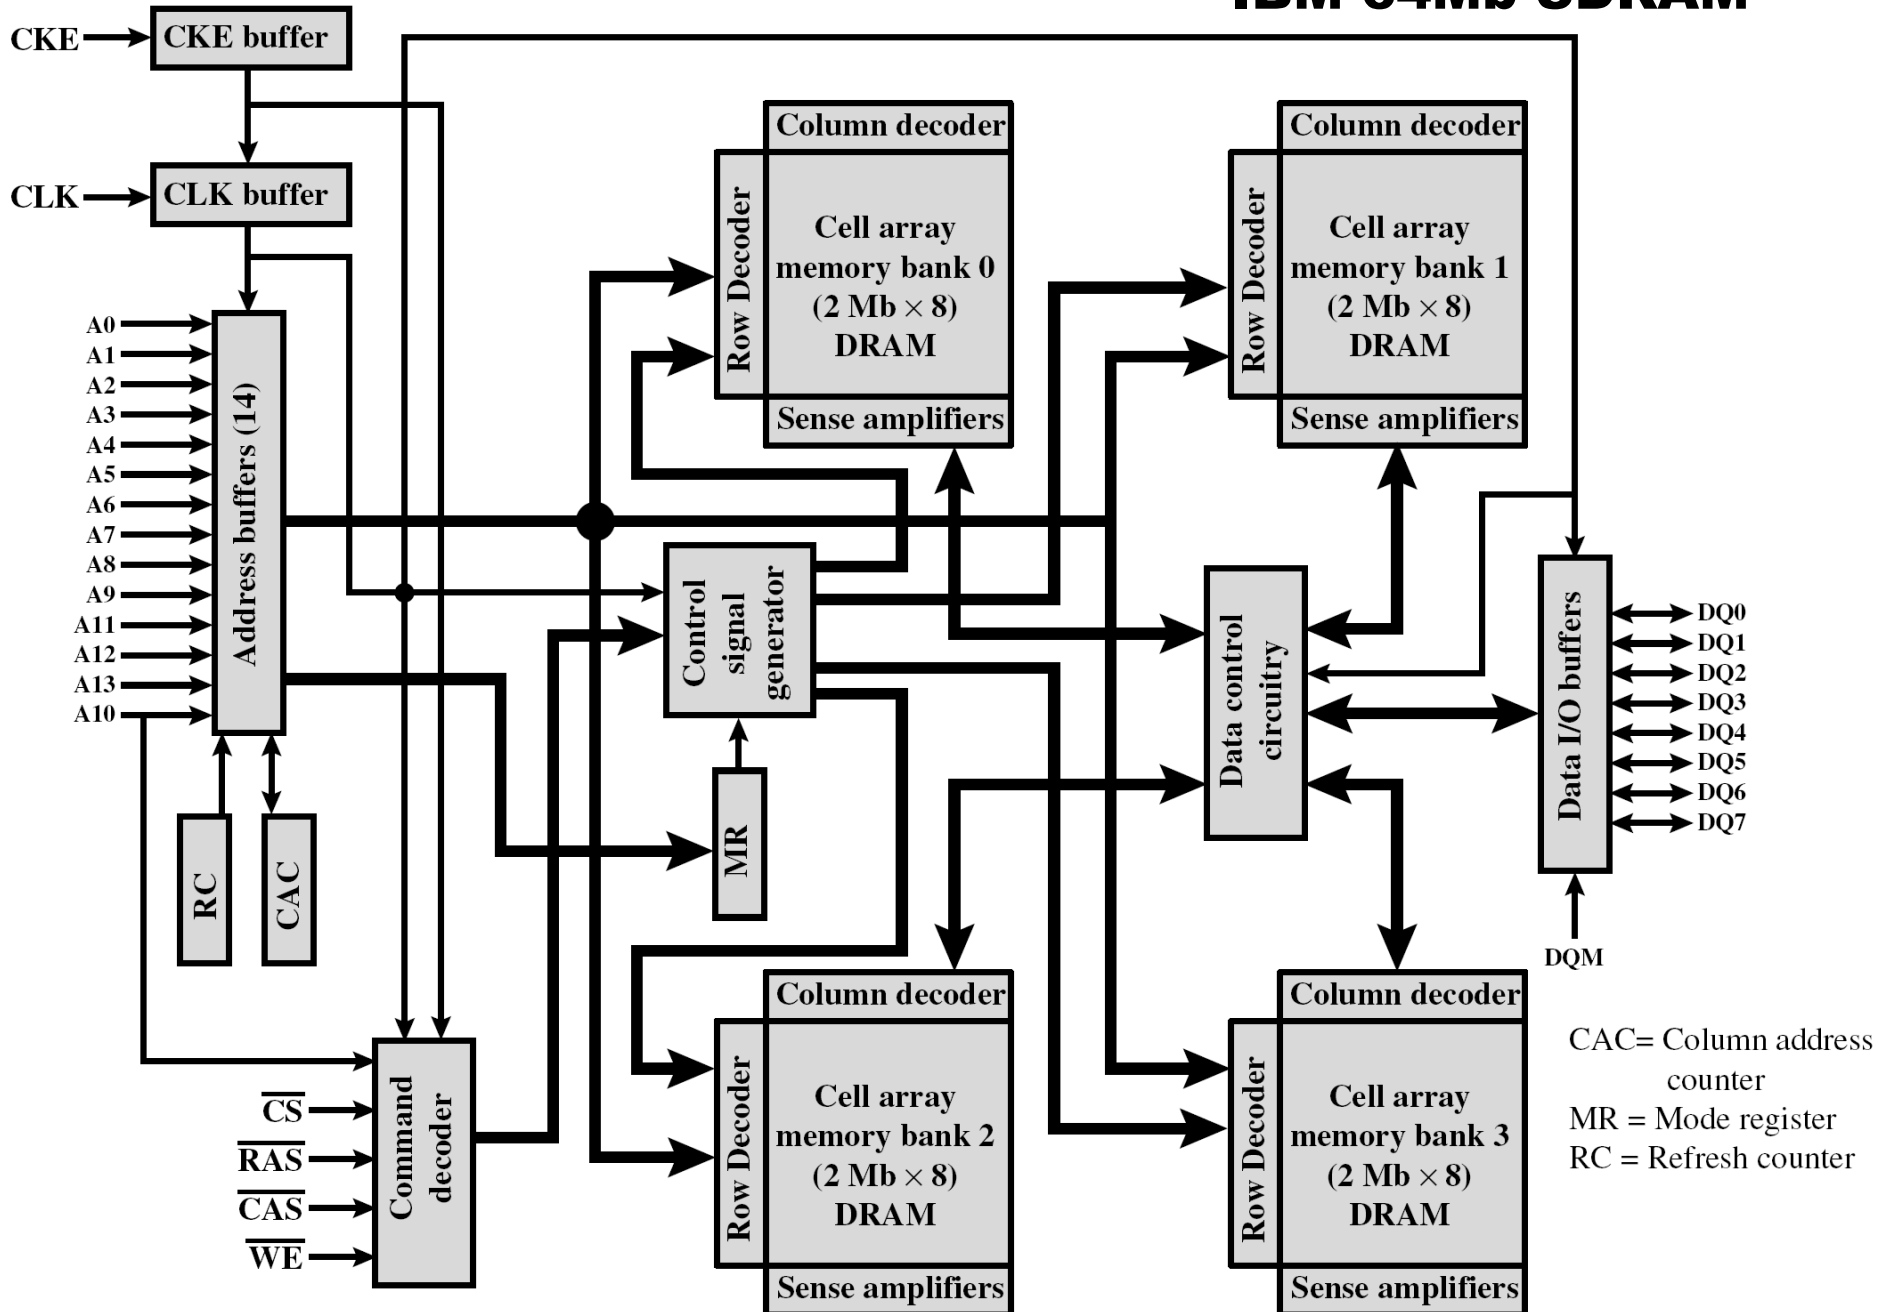 IBM 64Mb SDRAM
CKE
CKE buffer
CLK
CLK buffer
A0
A1
A2
A3
A4
A5
A6
A7
A8
A9
A11
A12
A13
A10
Address buffers (14)
RC
CAC
CS
RAS
CAS
WE
Command
decoder
Control
signal
generator
MR
Column decoder
Row Decoder
Cell array
memory bank 0
(2 Mb × 8)
DRAM
Sense amplifiers
Column decoder
Row Decoder
Cell array
memory bank 1
(2 Mb × 8)
DRAM
Sense amplifiers
Column decoder
Row Decoder
Cell array
memory bank 2
(2 Mb × 8)
DRAM
Sense amplifiers
Column decoder
Row Decoder
Cell array
memory bank 3
(2 Mb × 8)
DRAM
Sense amplifiers
Data control
circuitry
Data I/O buffers
DQ0
DQ1
DQ2
DQ3
DQ4
DQ5
DQ6
DQ7
DQM
CAC= Column address
counter
MR = Mode register
RC = Refresh counter